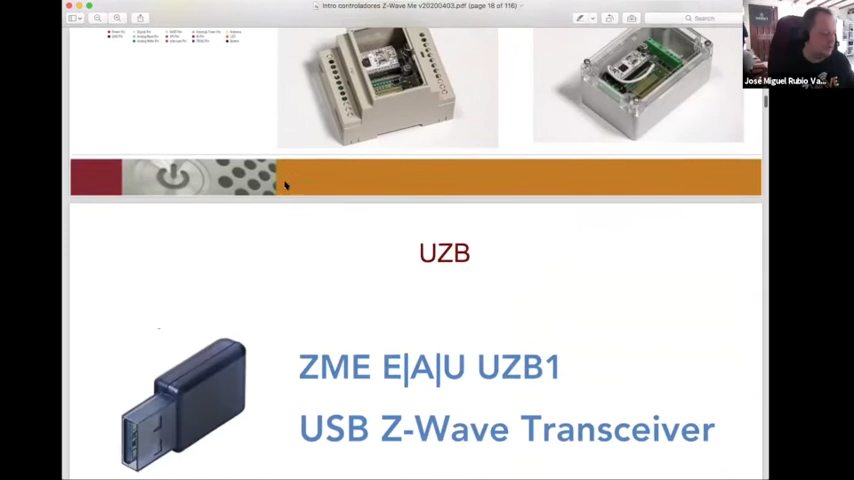 Intro controladores Z-Wave Me v20200403.pdf (page 18 of 116)
Search
José Miguel Rubio Va...
UZB
ZME E|A|U UZB1
USB Z-Wave Transceiver